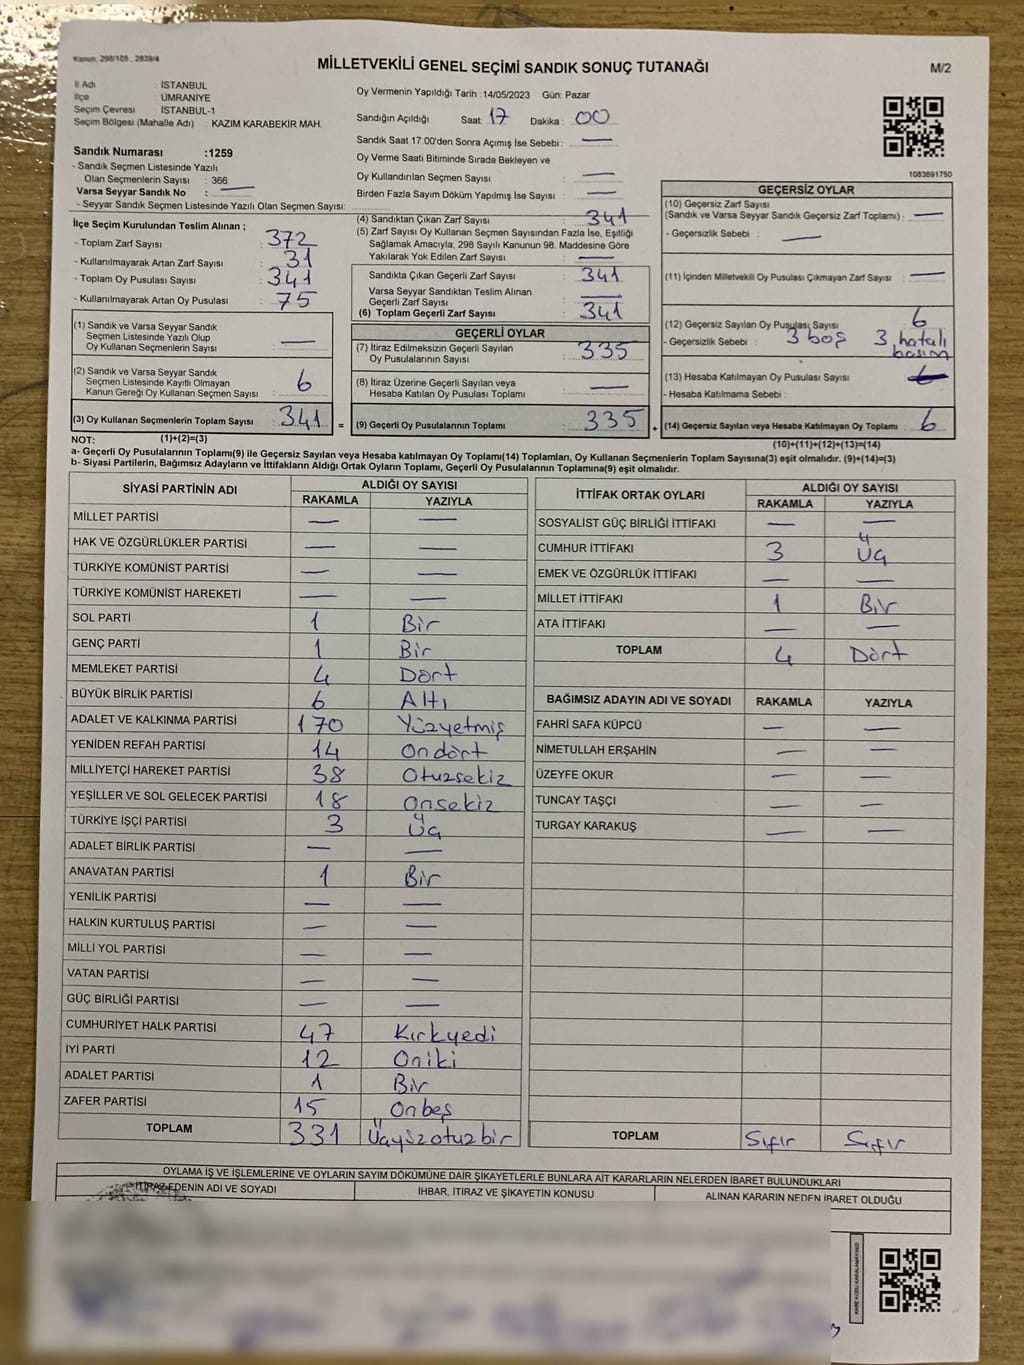 Kanun, 298/105 , 2839/4
MİLLETVEKİLİ GENEL SEÇİMİ SANDIK SONUÇ TUTANAĞI
M/2
İl Adı : İSTANBUL
İlçe : ÜMRANİYE
Seçim Çevresi : İSTANBUL-1
Seçim Bölgesi (Mahalle Adı) : KAZIM KARABEKİR MAH.
Oy Vermenin Yapıldığı Tarih : 14/05/2023 Gün: Pazar
Sandığın Açıldığı Saat: 17 Dakika : 00
Sandık Saat 17:00'den Sonra Açımış İse Sebebi : —
Oy Verme Saati Bitiminde Sırada Bekleyen ve
Oy Kullandırılan Seçmen Sayısı : —
Birden Fazla Sayım Döküm Yapılmış İse Sayısı : —
1083691750
Sandık Numarası :1259
- Sandık Seçmen Listesinde Yazılı
Olan Seçmenlerin Sayısı : 366
Varsa Seyyar Sandık No : —
- Seyyar Sandık Seçmen Listesinde Yazılı Olan Seçmen Sayısı:
İlçe Seçim Kurulundan Teslim Alınan ;
- Toplam Zarf Sayısı : 372
- Kullanılmayarak Artan Zarf Sayısı : 31
- Toplam Oy Pusulası Sayısı : 341
- Kullanılmayarak Artan Oy Pusulası : 75
(1) Sandık ve Varsa Seyyar Sandık
Seçmen Listesinde Yazılı Olup
Oy Kullanan Seçmenlerin Sayısı : —
(2) Sandık ve Varsa Seyyar Sandık
Seçmen Listesinde Kayıtlı Olmayan
Kanun Gereği Oy Kullanan Seçmen Sayısı : 6
(3) Oy Kullanan Seçmenlerin Toplam Sayısı : 341
(1)+(2)=(3)
(4) Sandıktan Çıkan Zarf Sayısı : 341
(5) Zarf Sayısı Oy Kullanan Seçmen Sayısından Fazla İse, Eşitliği
Sağlamak Amacıyla; 298 Sayılı Kanunun 98. Maddesine Göre
Yakılarak Yok Edilen Zarf Sayısı : —
Sandıkta Çıkan Geçerli Zarf Sayısı : 341
Varsa Seyyar Sandıktan Teslim Alınan
Geçerli Zarf Sayısı : —
(6) Toplam Geçerli Zarf Sayısı : 341
GEÇERLİ OYLAR
(7) İtiraz Edilmeksizin Geçerli Sayılan
Oy Pusulalarının Sayısı : 335
(8) İtiraz Üzerine Geçerli Sayılan veya
Hesaba Katılan Oy Pusulası Toplamı : —
= (9) Geçerli Oy Pusulalarının Toplamı : 335 +
GEÇERSİZ OYLAR
(10) Geçersiz Zarf Sayısı
(Sandık ve Varsa Seyyar Sandık Geçersiz Zarf Toplamı) : —
- Geçersizlik Sebebi : —
(11) İçinden Milletvekili Oy Pusulası Çıkmayan Zarf Sayısı : —
(12) Geçersiz Sayılan Oy Pusulası Sayısı : 6
- Geçersizlik Sebebi : 3 boş 3 hatalı
basım
(13) Hesaba Katılmayan Oy Pusulası Sayısı
- Hesaba Katılmama Sebebi :
(14) Geçersiz Sayılan veya Hesaba Katılmayan Oy Toplamı : 6
(10)+(11)+(12)+(13)=(14)
NOT:
a- Geçerli Oy Pusulalarının Toplamı(9) ile Geçersiz Sayılan veya Hesaba katılmayan Oy Toplamı(14) Toplamları, Oy Kullanan Seçmenlerin Toplam Sayısına(3) eşit olmalıdır. (9)+(14)=(3)
b- Siyasi Partilerin, Bağımsız Adayların ve İttifakların Aldığı Ortak Oyların Toplamı, Geçerli Oy Pusulalarının Toplamına(9) eşit olmalıdır.
SİYASİ PARTİNİN ADI ALDIĞI OY SAYISI
RAKAMLA YAZIYLA
MİLLET PARTİSİ — —
HAK VE ÖZGÜRLÜKLER PARTİSİ — —
TÜRKİYE KOMÜNİST PARTİSİ — —
TÜRKİYE KOMÜNİST HAREKETİ — —
SOL PARTİ 1 Bir
GENÇ PARTİ 1 Bir
MEMLEKET PARTİSİ 4 Dört
BÜYÜK BİRLİK PARTİSİ 6 Altı
ADALET VE KALKINMA PARTİSİ 170 Yüzyetmiş
YENİDEN REFAH PARTİSİ 14 Ondört
MİLLİYETÇİ HAREKET PARTİSİ 38 Otuzsekiz
YEŞİLLER VE SOL GELECEK PARTİSİ 18 Onsekiz
TÜRKİYE İŞÇİ PARTİSİ 3 Üç
ADALET BİRLİK PARTİSİ — —
ANAVATAN PARTİSİ 1 Bir
YENİLİK PARTİSİ — —
HALKIN KURTULUŞ PARTİSİ — —
MİLLİ YOL PARTİSİ — —
VATAN PARTİSİ — —
GÜÇ BİRLİĞİ PARTİSİ — —
CUMHURİYET HALK PARTİSİ 47 Kırkyedi
İYİ PARTİ 12 Oniki
ADALET PARTİSİ 1 Bir
ZAFER PARTİSİ 15 Onbeş
TOPLAM 331 Üçyüzotuzbir
İTTİFAK ORTAK OYLARI ALDIĞI OY SAYISI
RAKAMLA YAZIYLA
SOSYALİST GÜÇ BİRLİĞİ İTTİFAKI — —
CUMHUR İTTİFAKI 3 Üç
EMEK VE ÖZGÜRLÜK İTTİFAKI — —
MİLLET İTTİFAKI 1 Bir
ATA İTTİFAKI — —
TOPLAM 4 Dört
BAĞIMSIZ ADAYIN ADI VE SOYADI RAKAMLA YAZIYLA
FAHRİ SAFA KÜPCÜ — —
NİMETULLAH ERŞAHİN — —
ÜZEYFE OKUR — —
TUNCAY TAŞÇI — —
TURGAY KARAKUŞ — —
TOPLAM Sıfır Sıfır
OYLAMA İŞ VE İŞLEMLERİNE VE OYLARIN SAYIM DÖKÜMÜNE DAİR ŞİKAYETLERLE BUNLARA AİT KARARLARIN NELERDEN İBARET BULUNDUKLARI
İTİRAZ EDENİN ADI VE SOYADI İHBAR, İTİRAZ VE ŞİKAYETİN KONUSU ALINAN KARARIN NEDEN İBARET OLDUĞU